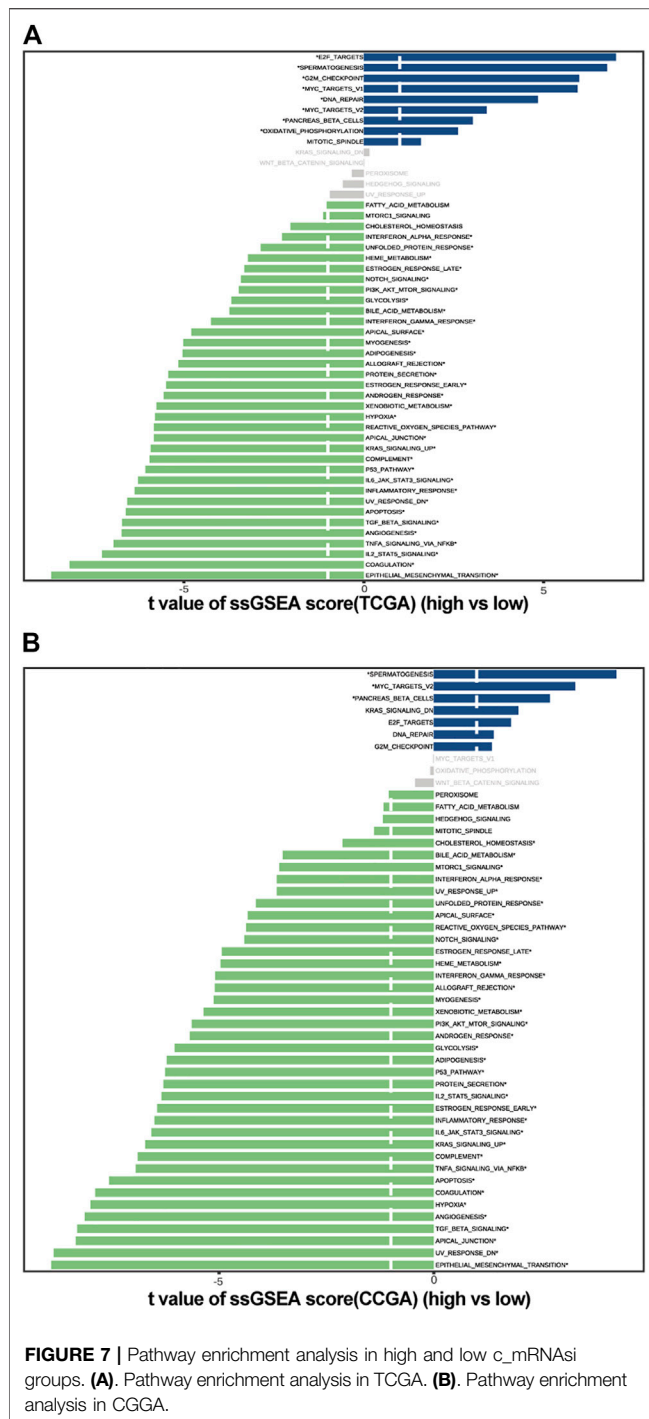 A
*E2F_TARGETS
*SPERMATOGENESIS
*G2M_CHECKPOINT
*MYC_TARGETS_V1
*DNA_REPAIR
*MYC_TARGETS_V2
*PANCREAS_BETA_CELLS
*OXIDATIVE_PHOSPHORYLATION
MITOTIC_SPINDLE
KRAS_SIGNALING_DN
WNT_BETA_CATENIN_SIGNALING
PEROXISOME
HEDGEHOG_SIGNALING
UV_RESPONSE_UP
FATTY_ACID_METABOLISM
MTORC1_SIGNALING
CHOLESTEROL_HOMEOSTASIS
INTERFERON_ALPHA_RESPONSE*
UNFOLDED_PROTEIN_RESPONSE*
HEME_METABOLISM*
ESTROGEN_RESPONSE_LATE*
NOTCH_SIGNALING*
PI3K_AKT_MTOR_SIGNALING*
GLYCOLYSIS*
BILE_ACID_METABOLISM*
INTERFERON_GAMMA_RESPONSE*
APICAL_SURFACE*
MYOGENESIS*
ADIPOGENESIS*
ALLOGRAFT_REJECTION*
PROTEIN_SECRETION*
ESTROGEN_RESPONSE_EARLY*
ANDROGEN_RESPONSE*
XENOBIOTIC_METABOLISM*
HYPOXIA*
REACTIVE_OXYGEN_SPECIES_PATHWAY*
APICAL_JUNCTION*
KRAS_SIGNALING_UP*
COMPLEMENT*
P53_PATHWAY*
IL6_JAK_STAT3_SIGNALING*
INFLAMMATORY_RESPONSE*
UV_RESPONSE_DN*
APOPTOSIS*
TGF_BETA_SIGNALING*
ANGIOGENESIS*
TNFA_SIGNALING_VIA_NFKB*
IL2_STAT5_SIGNALING*
COAGULATION*
EPITHELIAL_MESENCHYMAL_TRANSITION*
-5 0 5
t value of ssGSEA score(TCGA) (high vs low)
B
*SPERMATOGENESIS
*MYC_TARGETS_V2
*PANCREAS_BETA_CELLS
KRAS_SIGNALING_DN
E2F_TARGETS
DNA_REPAIR
G2M_CHECKPOINT
MYC_TARGETS_V1
OXIDATIVE_PHOSPHORYLATION
WNT_BETA_CATENIN_SIGNALING
PEROXISOME
FATTY_ACID_METABOLISM
HEDGEHOG_SIGNALING
MITOTIC_SPINDLE
CHOLESTEROL_HOMEOSTASIS*
BILE_ACID_METABOLISM*
MTORC1_SIGNALING*
INTERFERON_ALPHA_RESPONSE*
UV_RESPONSE_UP*
UNFOLDED_PROTEIN_RESPONSE*
APICAL_SURFACE*
REACTIVE_OXYGEN_SPECIES_PATHWAY*
NOTCH_SIGNALING*
ESTROGEN_RESPONSE_LATE*
HEME_METABOLISM*
INTERFERON_GAMMA_RESPONSE*
ALLOGRAFT_REJECTION*
MYOGENESIS*
XENOBIOTIC_METABOLISM*
PI3K_AKT_MTOR_SIGNALING*
ANDROGEN_RESPONSE*
GLYCOLYSIS*
ADIPOGENESIS*
P53_PATHWAY*
PROTEIN_SECRETION*
IL2_STAT5_SIGNALING*
ESTROGEN_RESPONSE_EARLY*
INFLAMMATORY_RESPONSE*
IL6_JAK_STAT3_SIGNALING*
KRAS_SIGNALING_UP*
COMPLEMENT*
TNFA_SIGNALING_VIA_NFKB*
APOPTOSIS*
COAGULATION*
HYPOXIA*
ANGIOGENESIS*
TGF_BETA_SIGNALING*
APICAL_JUNCTION*
UV_RESPONSE_DN*
EPITHELIAL_MESENCHYMAL_TRANSITION*
-5 0
t value of ssGSEA score(CCGA) (high vs low)
FIGURE 7 | Pathway enrichment analysis in high and low c_mRNAsi
groups. (A). Pathway enrichment analysis in TCGA. (B). Pathway enrichment
analysis in CGGA.